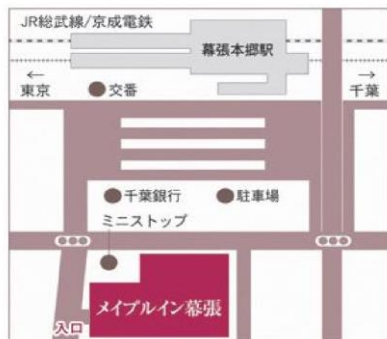 JR総武線/京成電鉄
幕張本郷駅
←
東京
→
千葉
交番
千葉銀行
駐車場
ミニストップ
メイプルイン幕張
入口